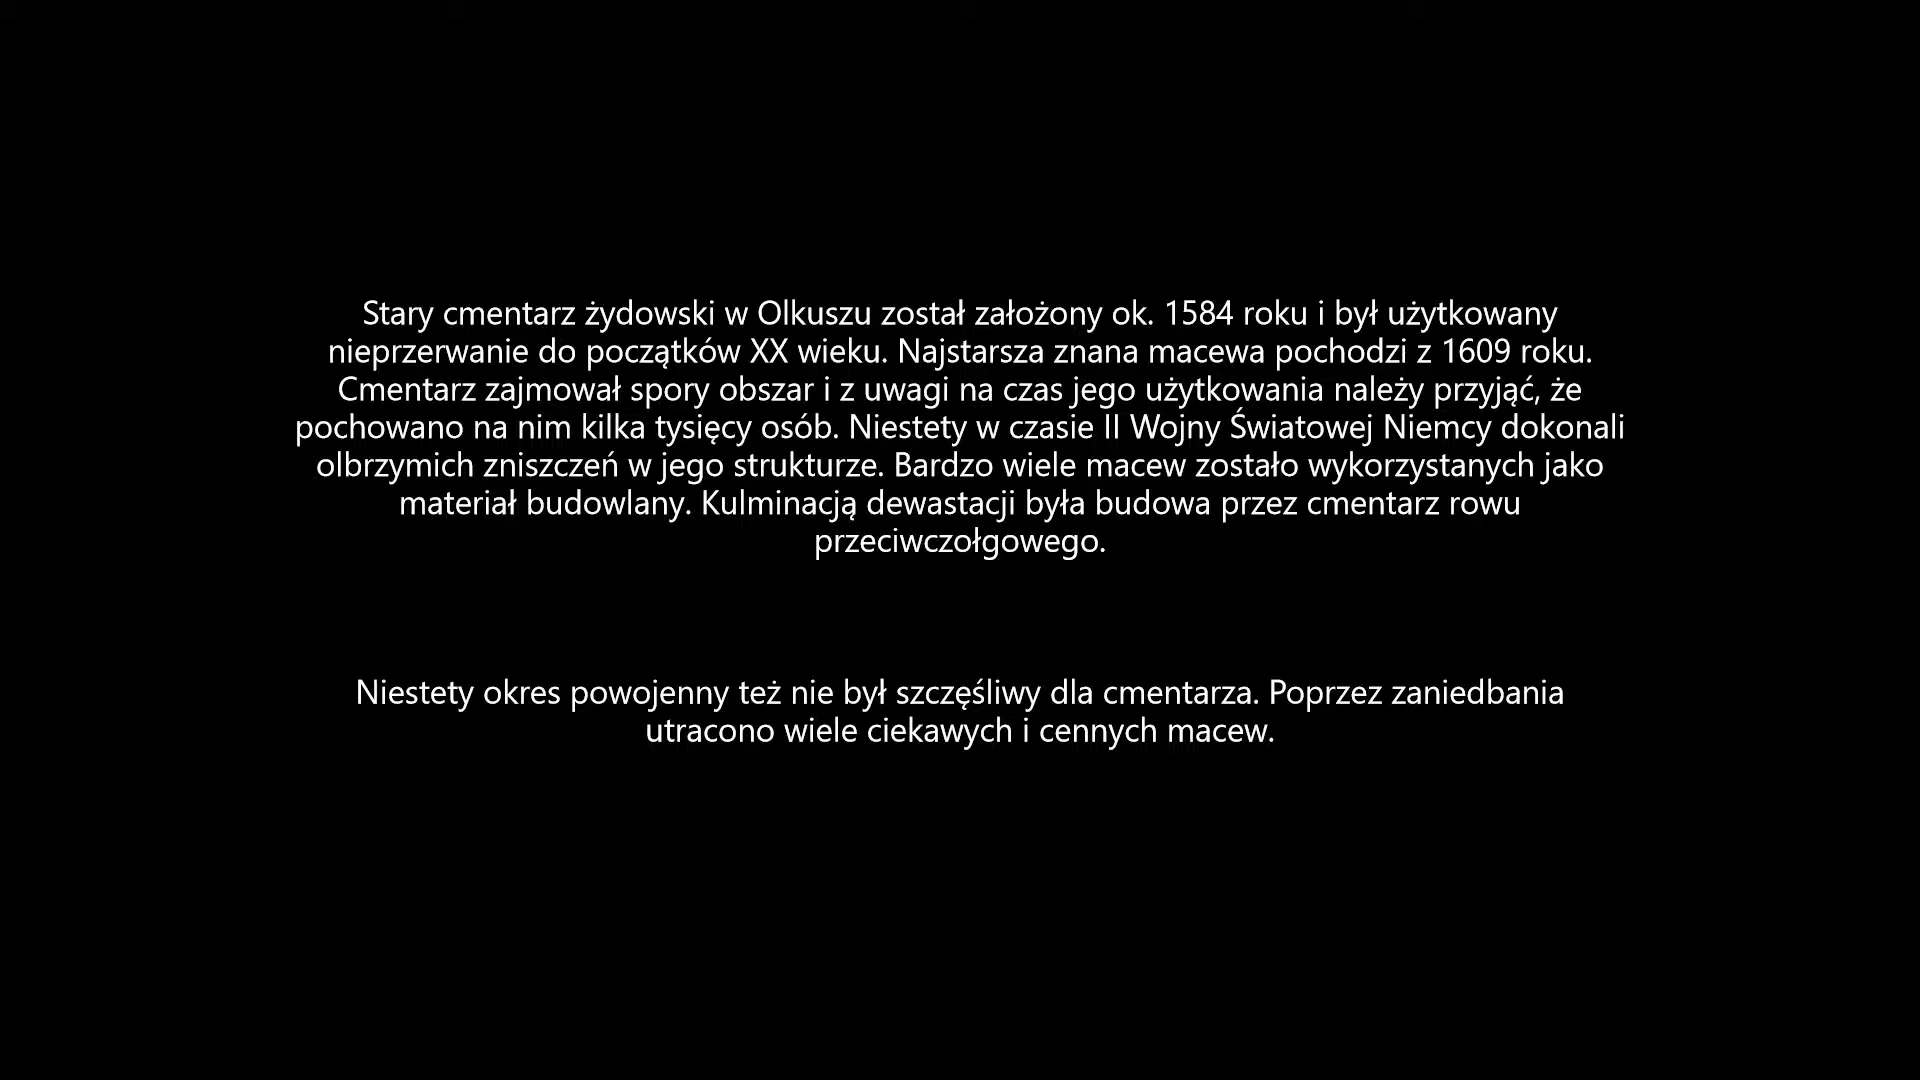 Stary cmentarz żydowski w Olkuszu został założony ok. 1584 roku i był użytkowany
nieprzerwanie do początków XX wieku. Najstarsza znana macewa pochodzi z 1609 roku.
Cmentarz zajmował spory obszar i z uwagi na czas jego użytkowania należy przyjąć, że
pochowano na nim kilka tysięcy osób. Niestety w czasie II Wojny Światowej Niemcy dokonali
olbrzymich zniszczeń w jego strukturze. Bardzo wiele macew zostało wykorzystanych jako
materiał budowlany. Kulminacją dewastacji była budowa przez cmentarz rowu
przeciwczołgowego.
Niestety okres powojenny też nie był szczęśliwy dla cmentarza. Poprzez zaniedbania
utracono wiele ciekawych i cennych macew.